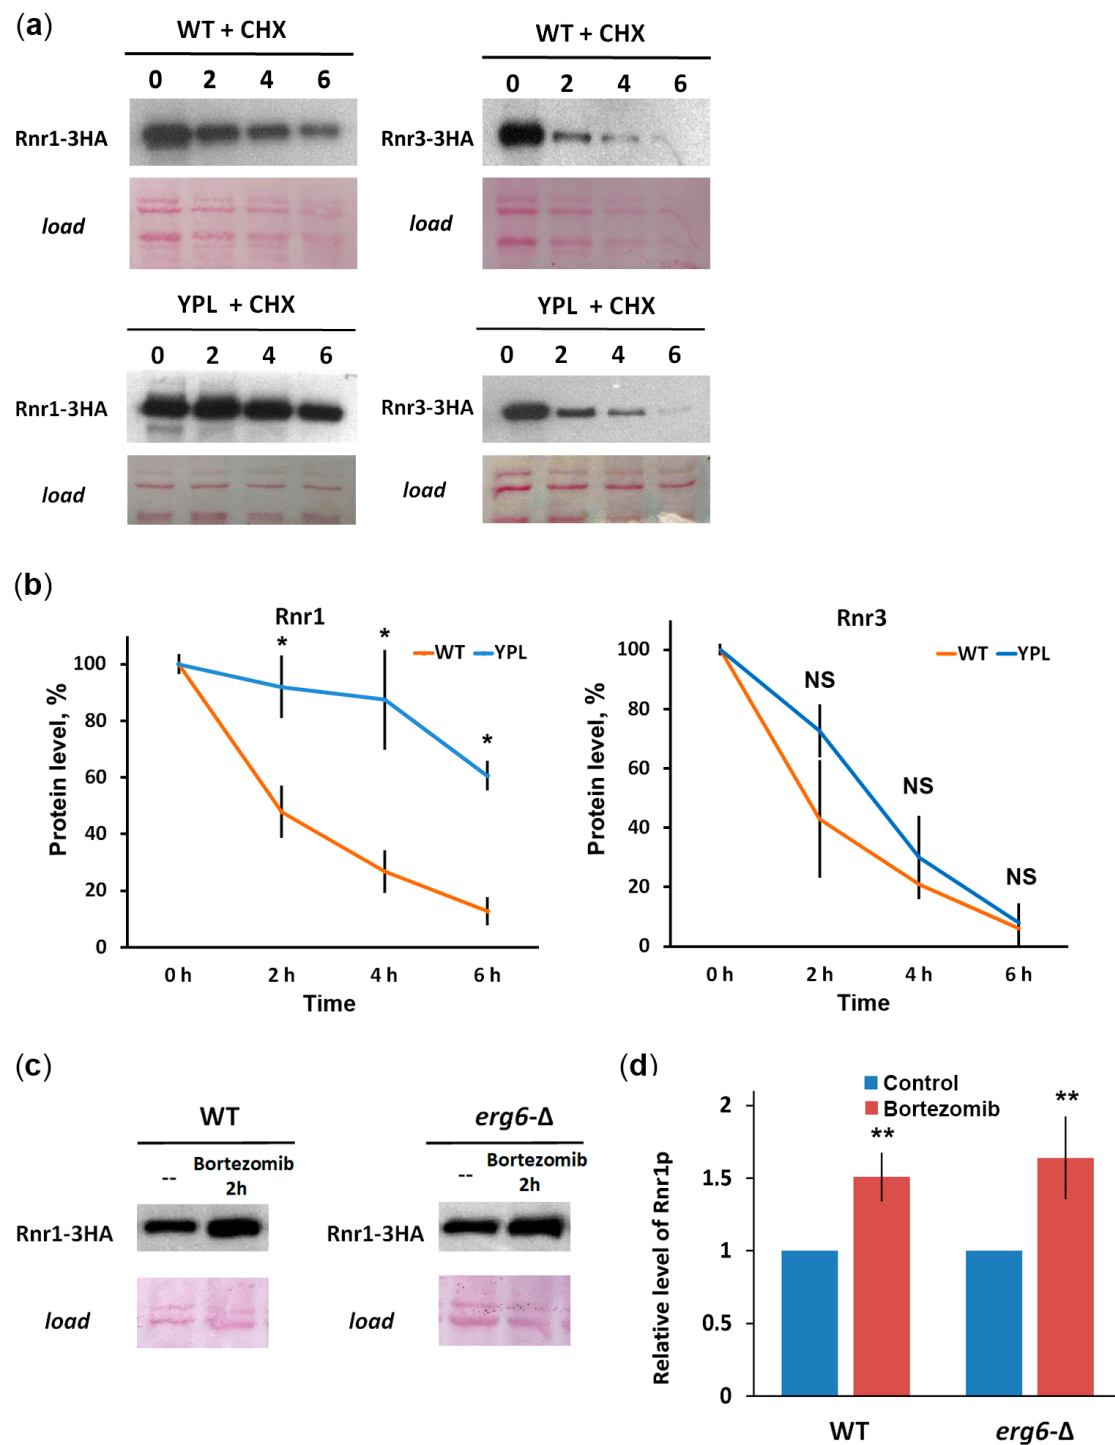 (a)
WT + CHX
0 2 4 6
Rnr1-3HA
load
WT + CHX
0 2 4 6
Rnr3-3HA
load
YPL + CHX
0 2 4 6
Rnr1-3HA
load
YPL + CHX
0 2 4 6
Rnr3-3HA
load
(b)
Rnr1
WT YPL
Protein level, %
100
80
60
40
20
0
* * *
0 h 2 h 4 h 6 h
Time
Rnr3
WT YPL
Protein level, %
100
80
60
40
20
0
NS
NS
NS
0 h 2 h 4 h 6 h
Time
(c)
WT
-- Bortezomib
2h
Rnr1-3HA
load
erg6-Δ
-- Bortezomib
2h
Rnr1-3HA
load
(d)
Control
Bortezomib
Relative level of Rnr1p
2
1.5
1
0.5
0
** **
WT erg6-Δ